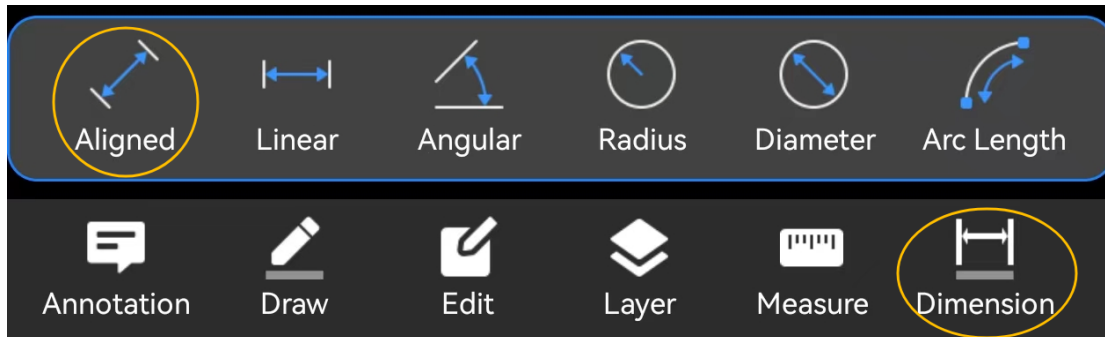 Aligned Linear Angular Radius Diameter Arc Length
Annotation Draw Edit Layer Measure Dimension